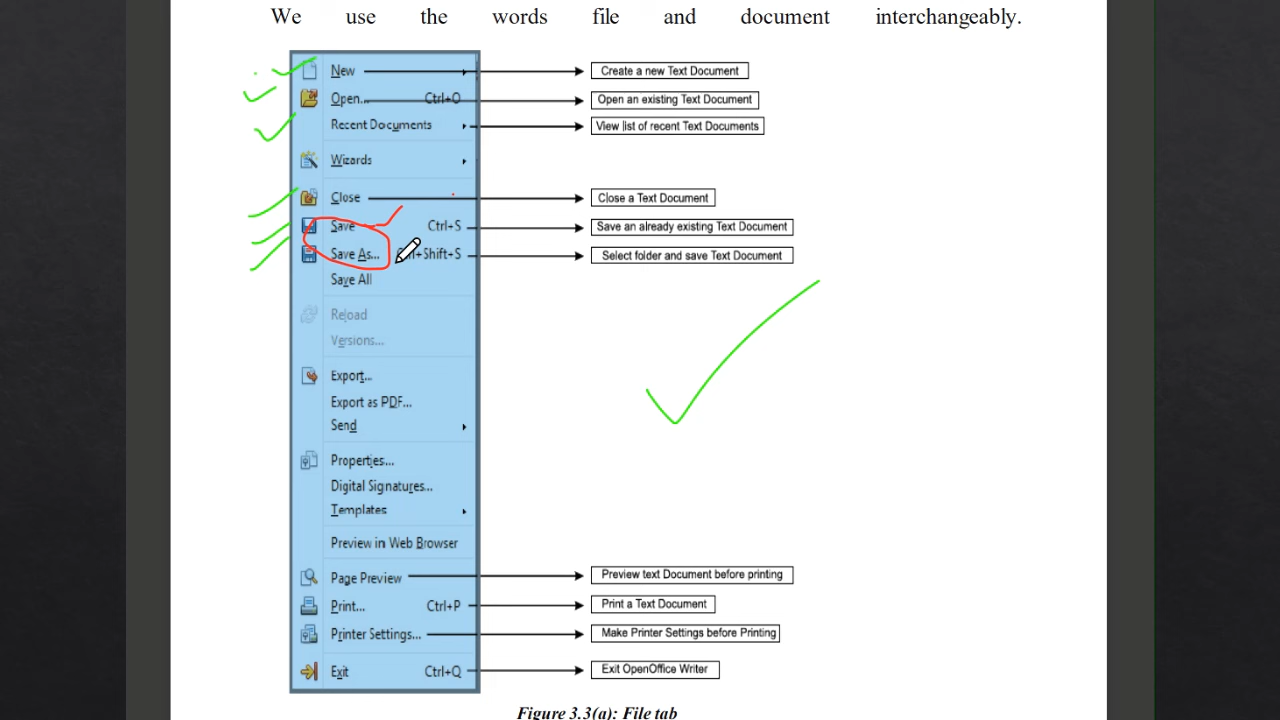 We use the words file and document interchangeably.
New Create a new Text Document
Open... Ctrl+O Open an existing Text Document
Recent Documents View list of recent Text Documents
Wizards
Close Close a Text Document
Save Ctrl+S Save an already existing Text Document
Save As... Ctrl+Shift+S Select folder and save Text Document
Save All
Reload
Versions...
Export...
Export as PDF...
Send
Properties...
Digital Signatures...
Templates
Preview in Web Browser
Page Preview Preview text Document before printing
Print... Ctrl+P Print a Text Document
Printer Settings... Make Printer Settings before Printing
Exit Ctrl+Q Exit OpenOffice Writer
Figure 3.3(a): File tab